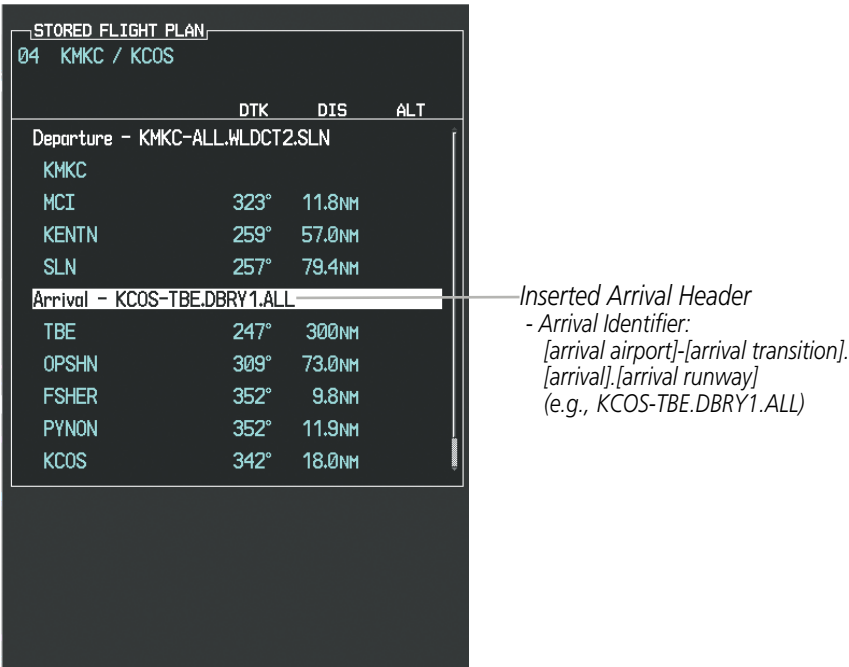 STORED FLIGHT PLAN
04 KMKC / KCOS
DTK DIS ALT
Departure - KMKC-ALL.WLDCT2.SLN
KMKC
MCI 323° 11.8NM
KENTN 259° 57.0NM
SLN 257° 79.4NM
Arrival - KCOS-TBE.DBRY1.ALL
TBE 247° 300NM
OPSHN 309° 73.0NM
FSHER 352° 9.8NM
PYNON 352° 11.9NM
KCOS 342° 18.0NM
Inserted Arrival Header
- Arrival Identifier:
[arrival airport]-[arrival transition].
[arrival].[arrival runway]
(e.g., KCOS-TBE.DBRY1.ALL)